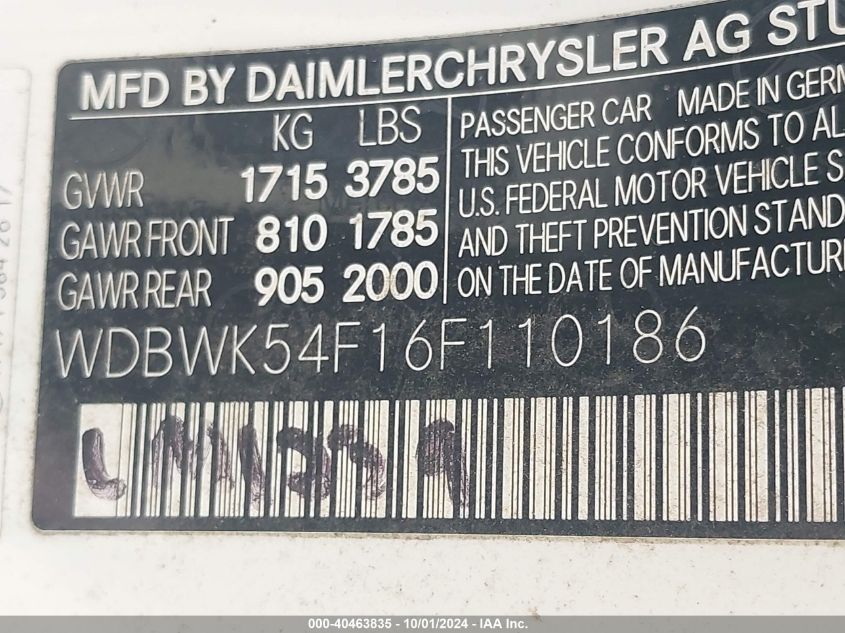 MFD BY DAIMLERCHRYSLER AG STU
KG LBS
GVWR 1715 3785
GAWR FRONT 810 1785
GAWR REAR 905 2000
PASSENGER CAR MADE IN GERM
THIS VEHICLE CONFORMS TO AL
U.S. FEDERAL MOTOR VEHICLE S
AND THEFT PREVENTION STAND
ON THE DATE OF MANUFACTURE
WDBWK54F16F110186
000-40463835 - 10/01/2024 - IAA Inc.